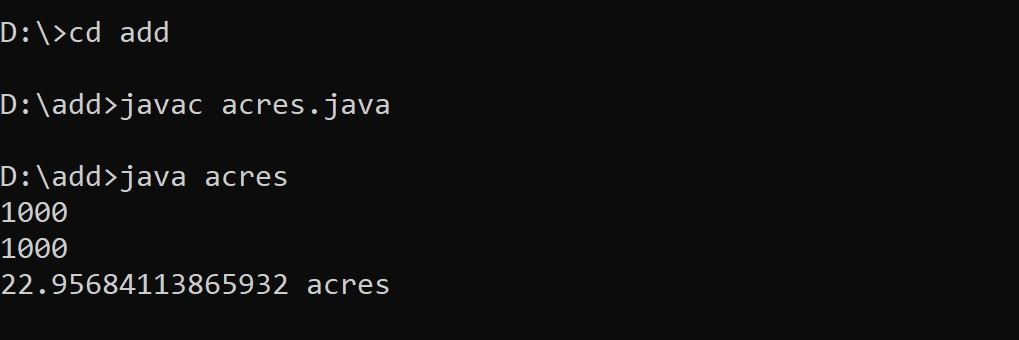 D:\>cd add
D:\add>javac acres.java
D:\add>java acres
1000
1000
22.95684113865932 acres